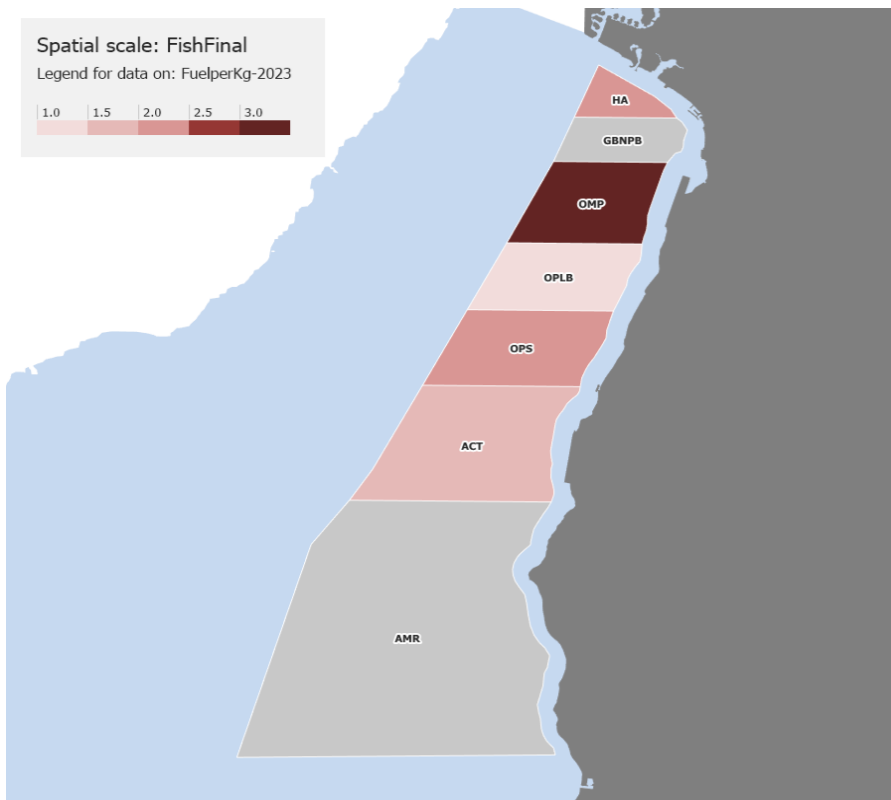 Spatial scale: FishFinal
Legend for data on: FuelperKg-2023
1.0 1.5 2.0 2.5 3.0
HA
GBNPB
OMP
OPLB
OPS
ACT
AMR